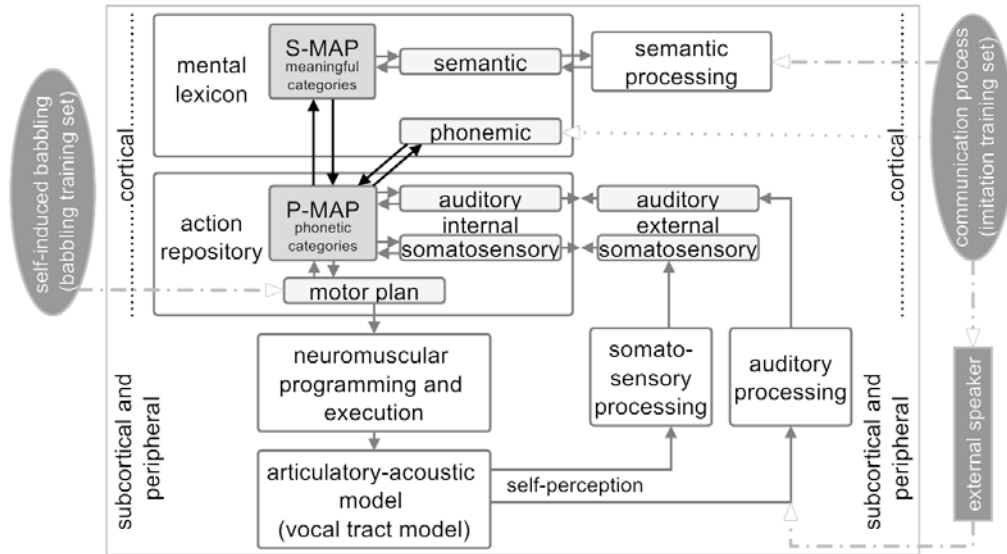 self-induced babbling
(babbling training set)
cortical
subcortical and
peripheral
mental
lexicon
S-MAP
meaningful
categories
semantic
semantic
processing
phonemic
action
repository
P-MAP
phonetic
categories
auditory
internal
somatosensory
auditory
external
somatosensory
motor plan
neuromuscular
programming and
execution
articulatory-acoustic
model
(vocal tract model)
self-perception
somato-
sensory
processing
auditory
processing
cortical
subcortical and
peripheral
communication process
(imitation training set)
external speaker